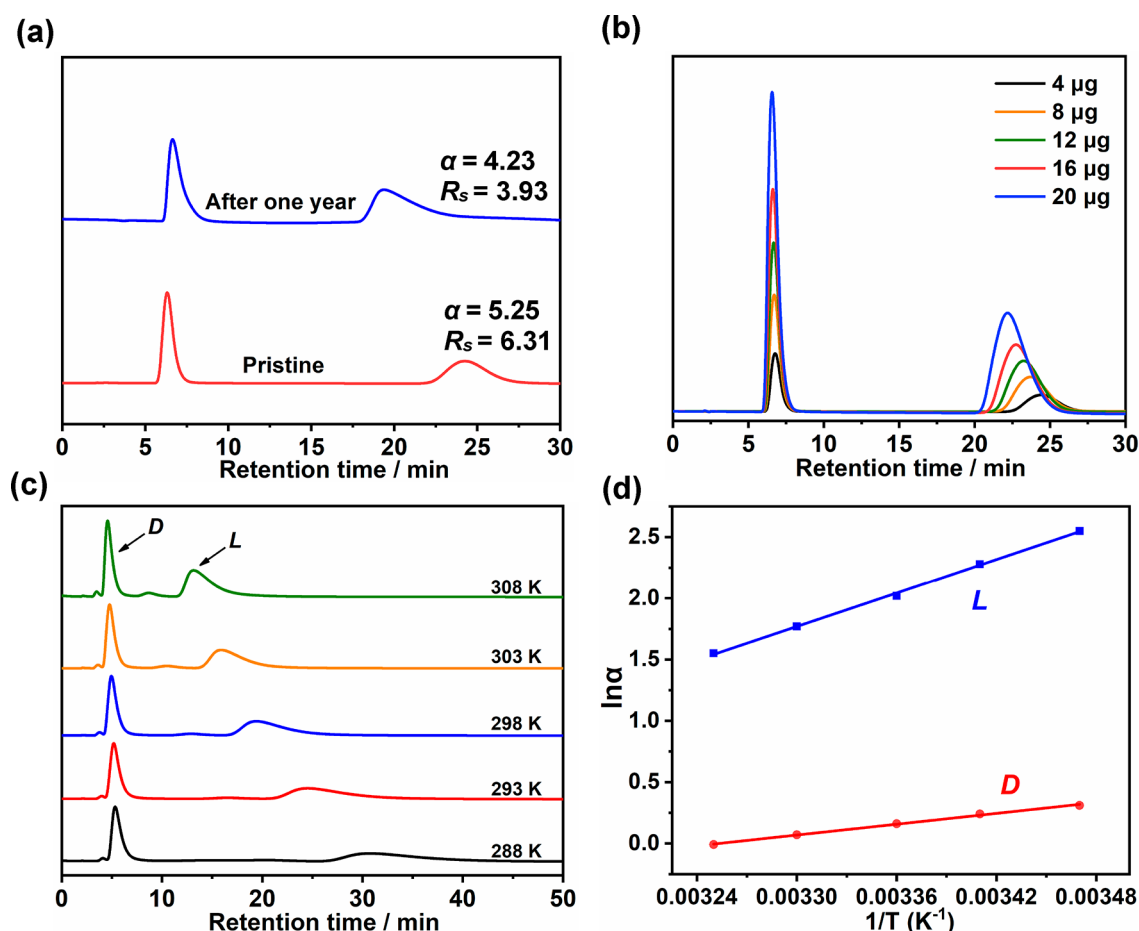 (a)
After one year
α = 4.23
Rs = 3.93
Pristine
α = 5.25
Rs = 6.31
0 5 10 15 20 25 30
Retention time / min
(b)
4 μg
8 μg
12 μg
16 μg
20 μg
0 5 10 15 20 25 30
Retention time / min
(c)
D
L
308 K
303 K
298 K
293 K
288 K
0 10 20 30 40 50
Retention time / min
(d)
lnα
2.5
2.0
1.5
1.0
0.5
0.0
L
D
0.00324 0.00330 0.00336 0.00342 0.00348
1/T (K⁻¹)